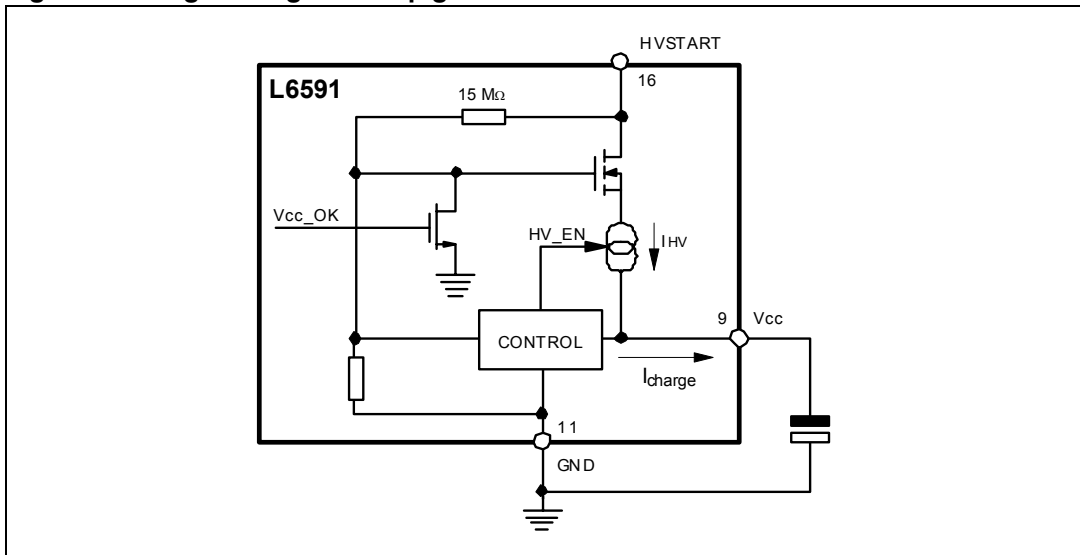 HVSTART
16
L6591
15 MΩ
Vcc_OK
HV_EN
IHV
9
Vcc
CONTROL
Icharge
11
GND